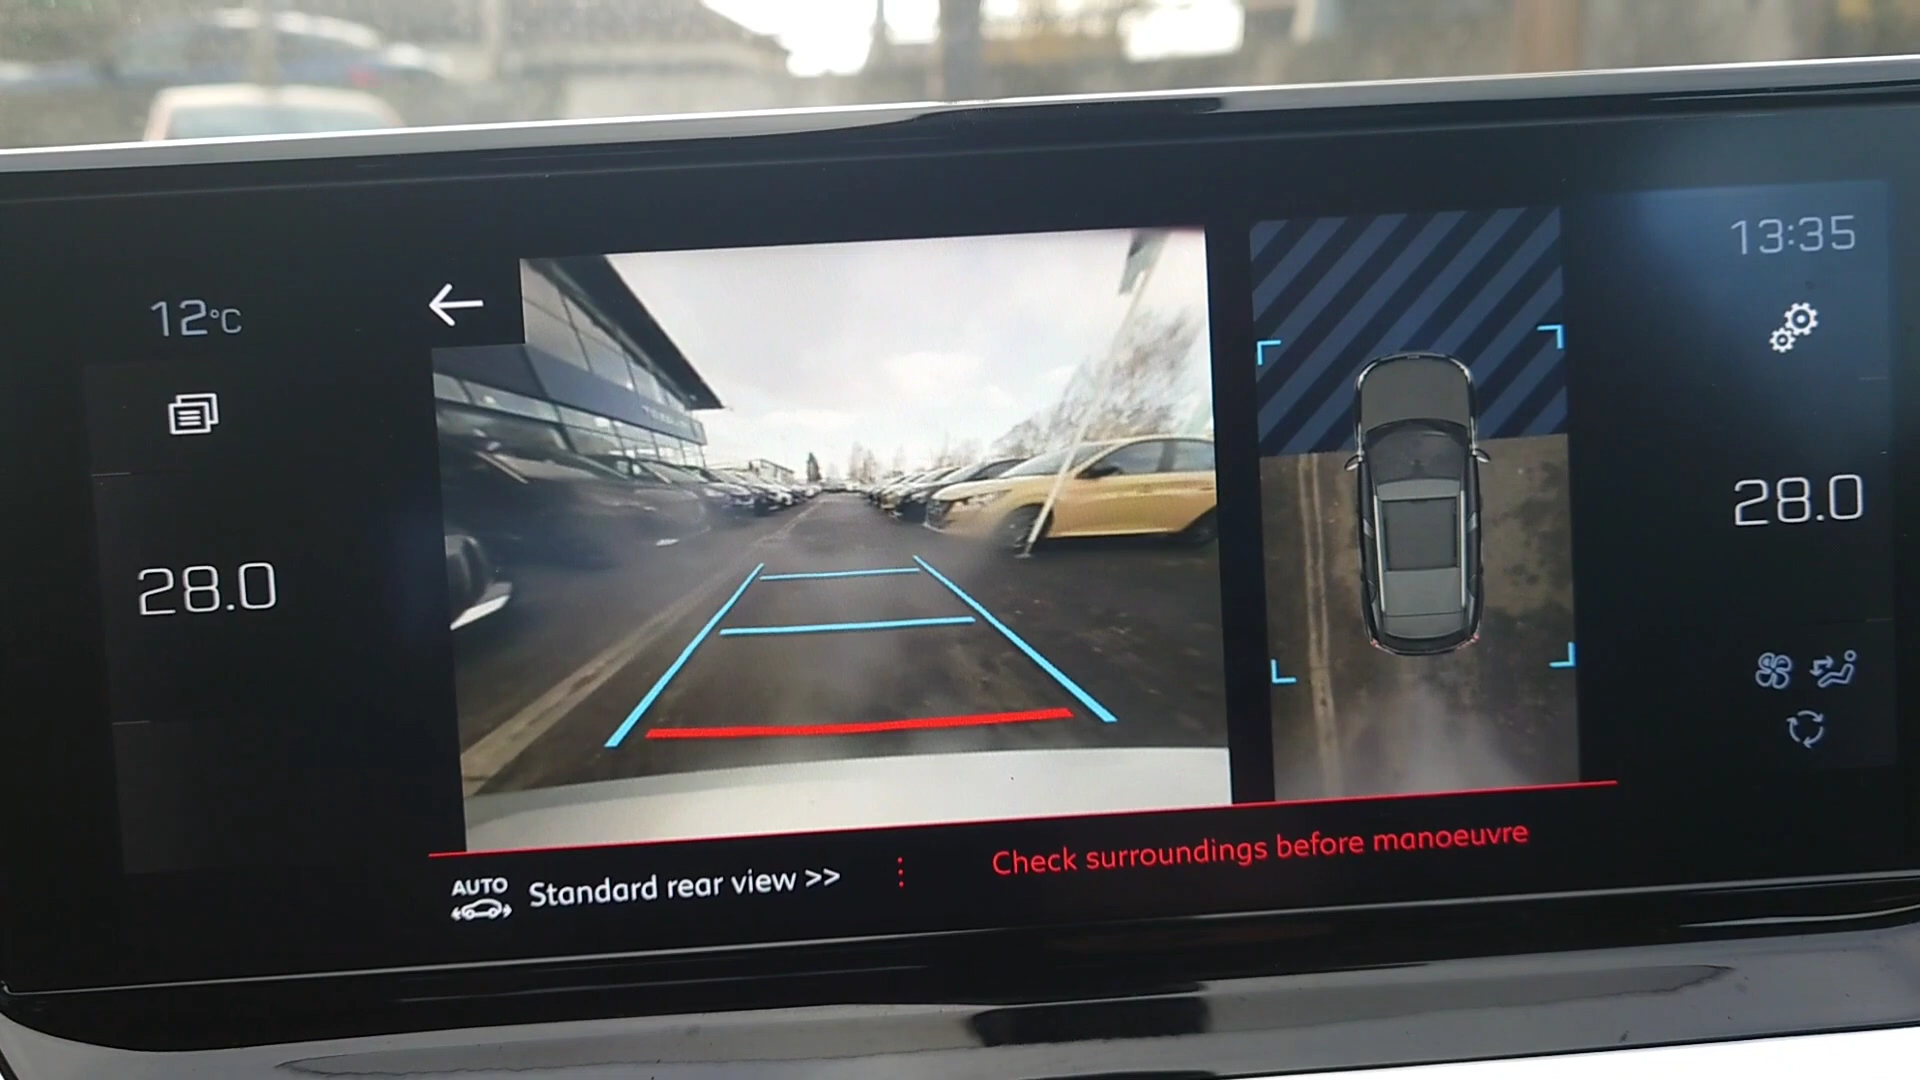 12°C
28.0
13:35
28.0
AUTO
Standard rear view >>
Check surroundings before manoeuvre